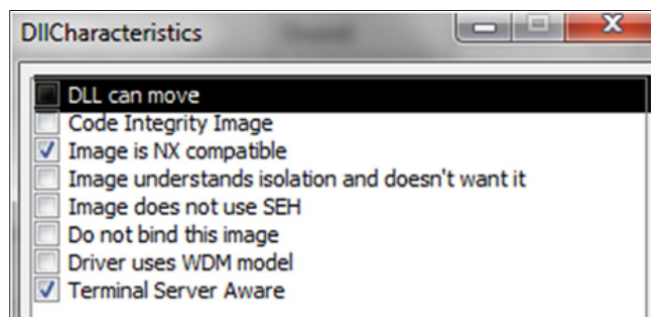 DllCharacteristics
DLL can move
Code Integrity Image
Image is NX compatible
Image understands isolation and doesn't want it
Image does not use SEH
Do not bind this image
Driver uses WDM model
Terminal Server Aware